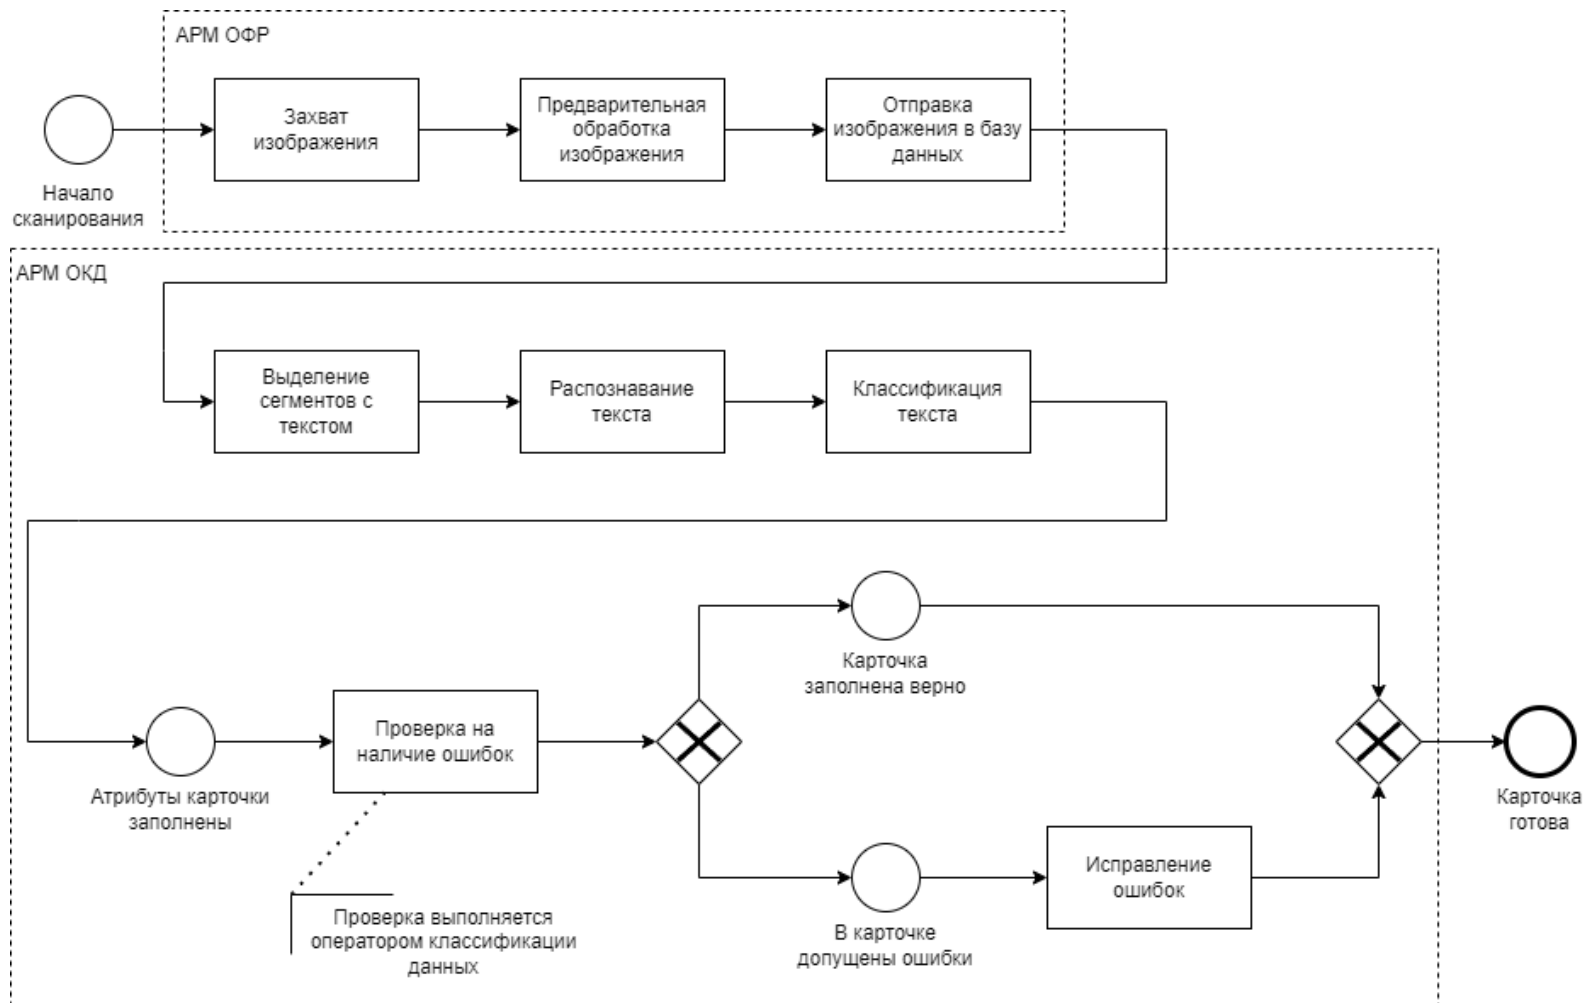 АРМ ОФР
Захват
изображения
Предварительная
обработка
изображения
Отправка
изображения в базу
данных
Начало
сканирования
АРМ ОКД
Выделение
сегментов с
текстом
Распознавание
текста
Классификация
текста
Карточка
заполнена верно
Проверка на
наличие ошибок
Атрибуты карточки
заполнены
Карточка
готова
Исправление
ошибок
Проверка выполняется
оператором классификации
данных
В карточке
допущены ошибки